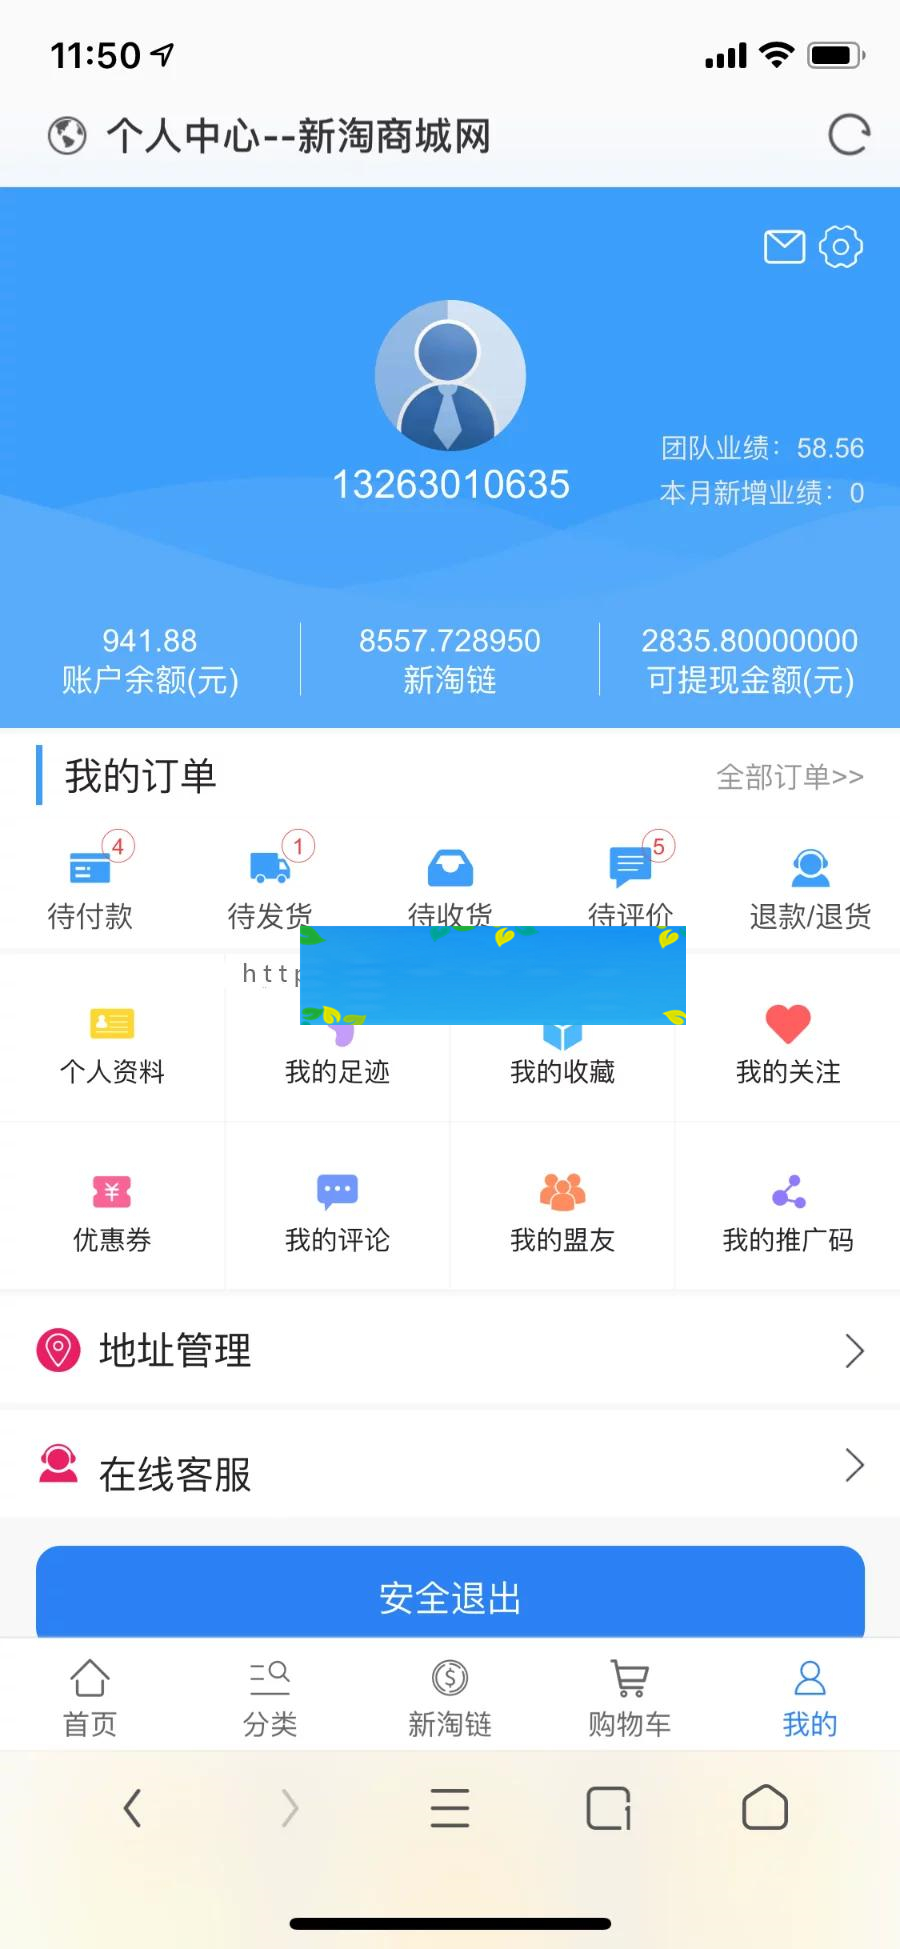 11:50
个人中心--新淘商城网
团队业绩：58.56
13263010635
本月新增业绩：0
941.88 8557.728950 2835.80000000
账户余额(元) 新淘链 可提现金额(元)
我的订单 全部订单>>
4 1 5
待付款 待发货 待收货 待评价 退款/退货
http
个人资料 我的足迹 我的收藏 我的关注
优惠券 我的评论 我的盟友 我的推广码
地址管理
在线客服
安全退出
首页 分类 新淘链 购物车 我的